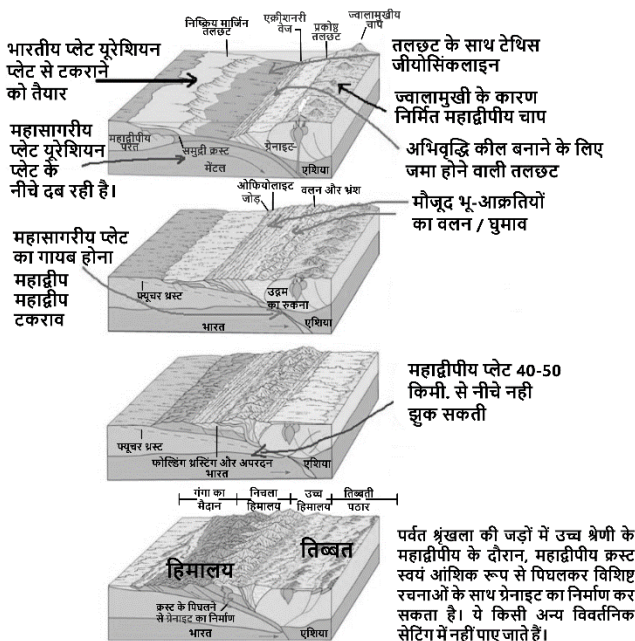 निष्क्रिय मार्जिन
तलछट
एक्रीशनरी
वेज
प्रकोष्ठ
तलछट
ज्वालामुखीय
चाप
भारतीय प्लेट यूरेशियन
प्लेट से टकराने
को तैयार
तलछट के साथ टेथिस
जीयोसिंकलाइन
ज्वालामुखी के कारण
निर्मित महाद्वीपीय चाप
महासागरीय
प्लेट यूरेशियन
प्लेट के
नीचे दब रही है।
महाद्वीपीय
परत
समुद्री क्रस्ट
मेंटल
ग्रेनाइट
एशिया
अभिवृद्धि कील बनाने के लिए
जमा होने वाली तलछट
ओफियोलाइट
जोड़
वलन और भ्रंश
मौजूद भू-आक्रतियों
का वलन / घुमाव
महासागरीय प्लेट
का गायब होना
महाद्वीप
महाद्वीप
टकराव
फ्यूचर थ्रस्ट
उद्गम
का रुकना
भारत
एशिया
महाद्वीपीय प्लेट 40-50
किमी. से नीचे नही
झुक सकती
फ्यूचर थ्रस्ट
फोल्डिंग थ्रस्टिंग और अपरदन
भारत
एशिया
गंगा का
मैदान
निचला
हिमालय
उच्च
हिमालय
तिब्बती
पठार
हिमालय
तिब्बत
क्रस्ट के पिघलने
से ग्रेनाइट का निर्माण
भारत
एशिया
पर्वत श्रृंखला की जड़ों में उच्च श्रेणी के
महाद्वीपीय के दौरान, महाद्वीपीय क्रस्ट
स्वयं आंशिक रूप से पिघलकर विशिष्ट
रचनाओं के साथ ग्रेनाइट का निर्माण कर
सकता है। ये किसी अन्य विवर्तनिक
सेटिंग में नहीं पाए जाते हैं।